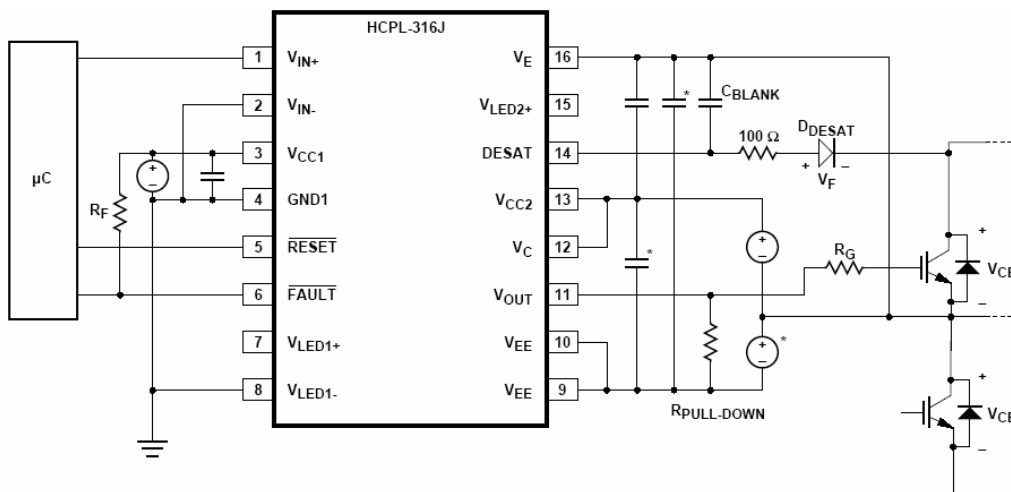 HCPL-316J
µC
1 V_IN+
2 V_IN-
3 V_CC1
4 GND1
5 RESET
6 FAULT
7 V_LED1+
8 V_LED1-
V_E 16
V_LED2+ 15
DESAT 14
V_CC2 13
V_C 12
V_OUT 11
V_EE 10
V_EE 9
R_F
+
–
*
C_BLANK
100 Ω
D_DESAT
+ –
V_F
*
+
–
R_G
+
V_CE
–
+
–
*
R_PULL-DOWN
+
V_CE
–